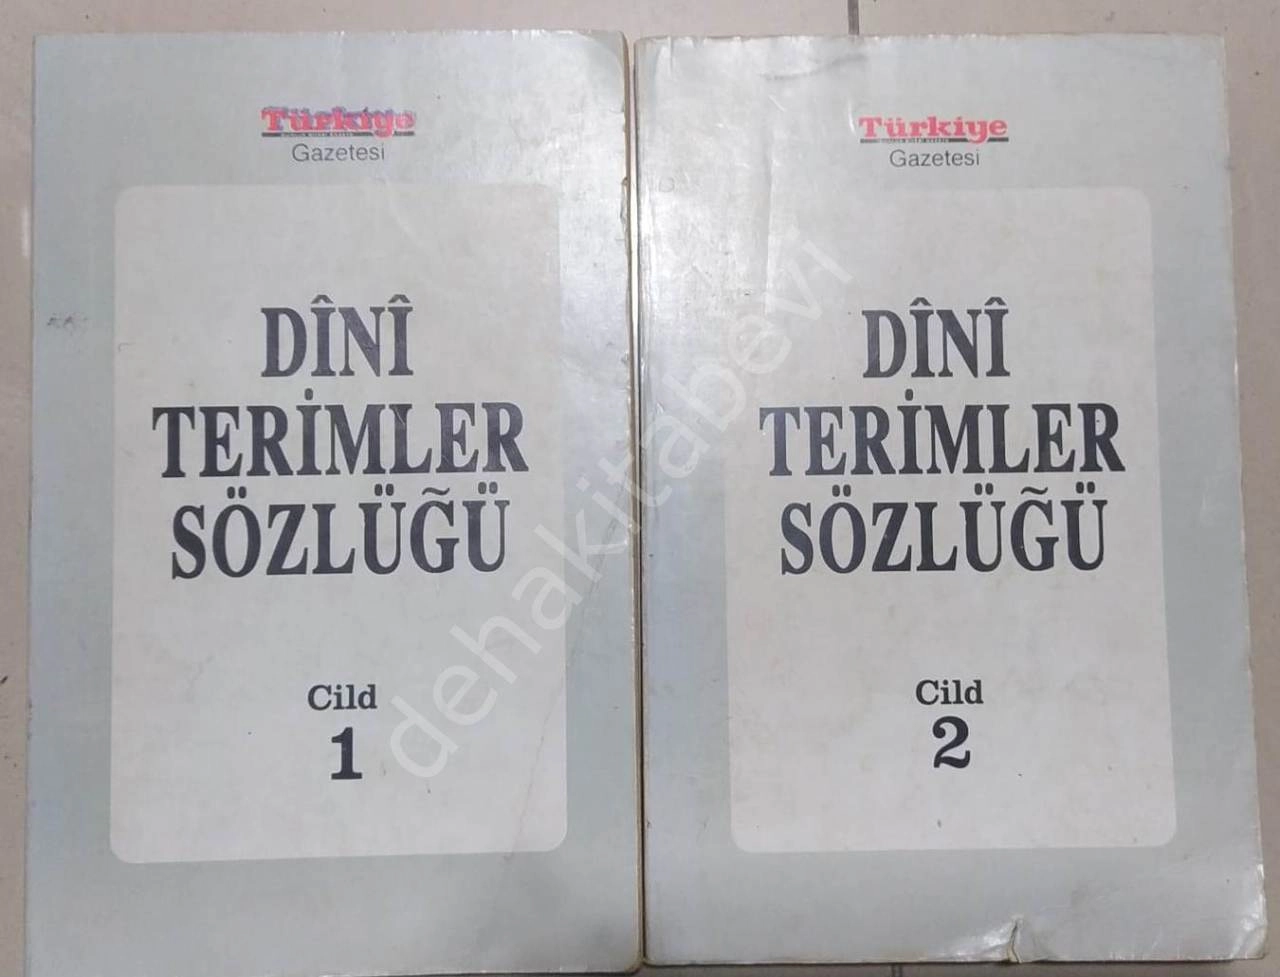 Türkiye
Gazetesi
DÎNÎ
TERİMLER
SÖZLÜĞÜ
Cild
1
Türkiye
Gazetesi
DÎNÎ
TERİMLER
SÖZLÜĞÜ
Cild
2
dehakitabevi